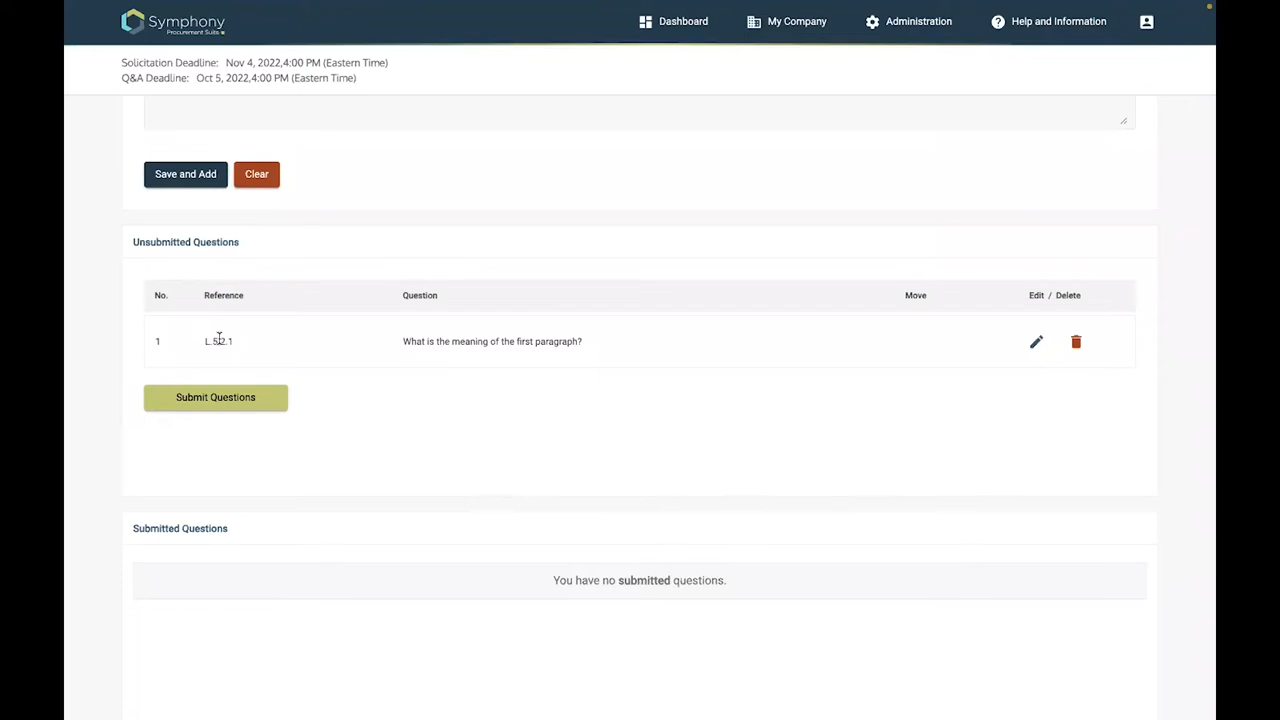 Symphony
Procurement Suite
Dashboard
My Company
Administration
Help and Information
Solicitation Deadline: Nov 4, 2022,4:00 PM (Eastern Time)
Q&A Deadline: Oct 5, 2022,4:00 PM (Eastern Time)
Save and Add
Clear
Unsubmitted Questions
No. Reference Question Move Edit / Delete
1 L.5.2.1 What is the meaning of the first paragraph?
Submit Questions
Submitted Questions
You have no submitted questions.